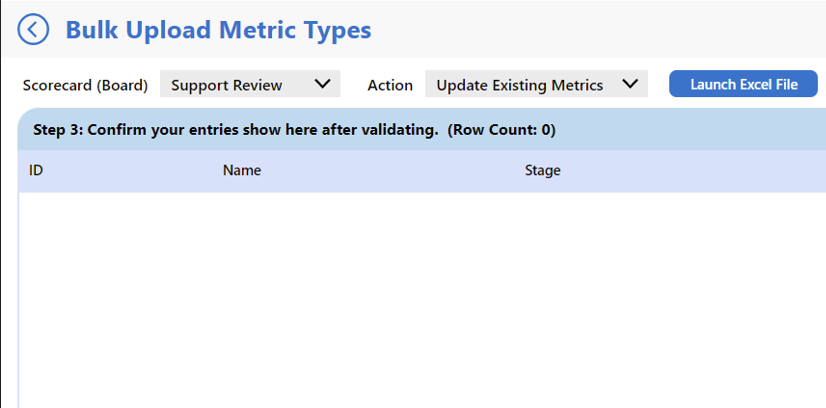 Bulk Upload Metric Types
Scorecard (Board) Support Review Action Update Existing Metrics Launch Excel File
Step 3: Confirm your entries show here after validating. (Row Count: 0)
ID Name Stage